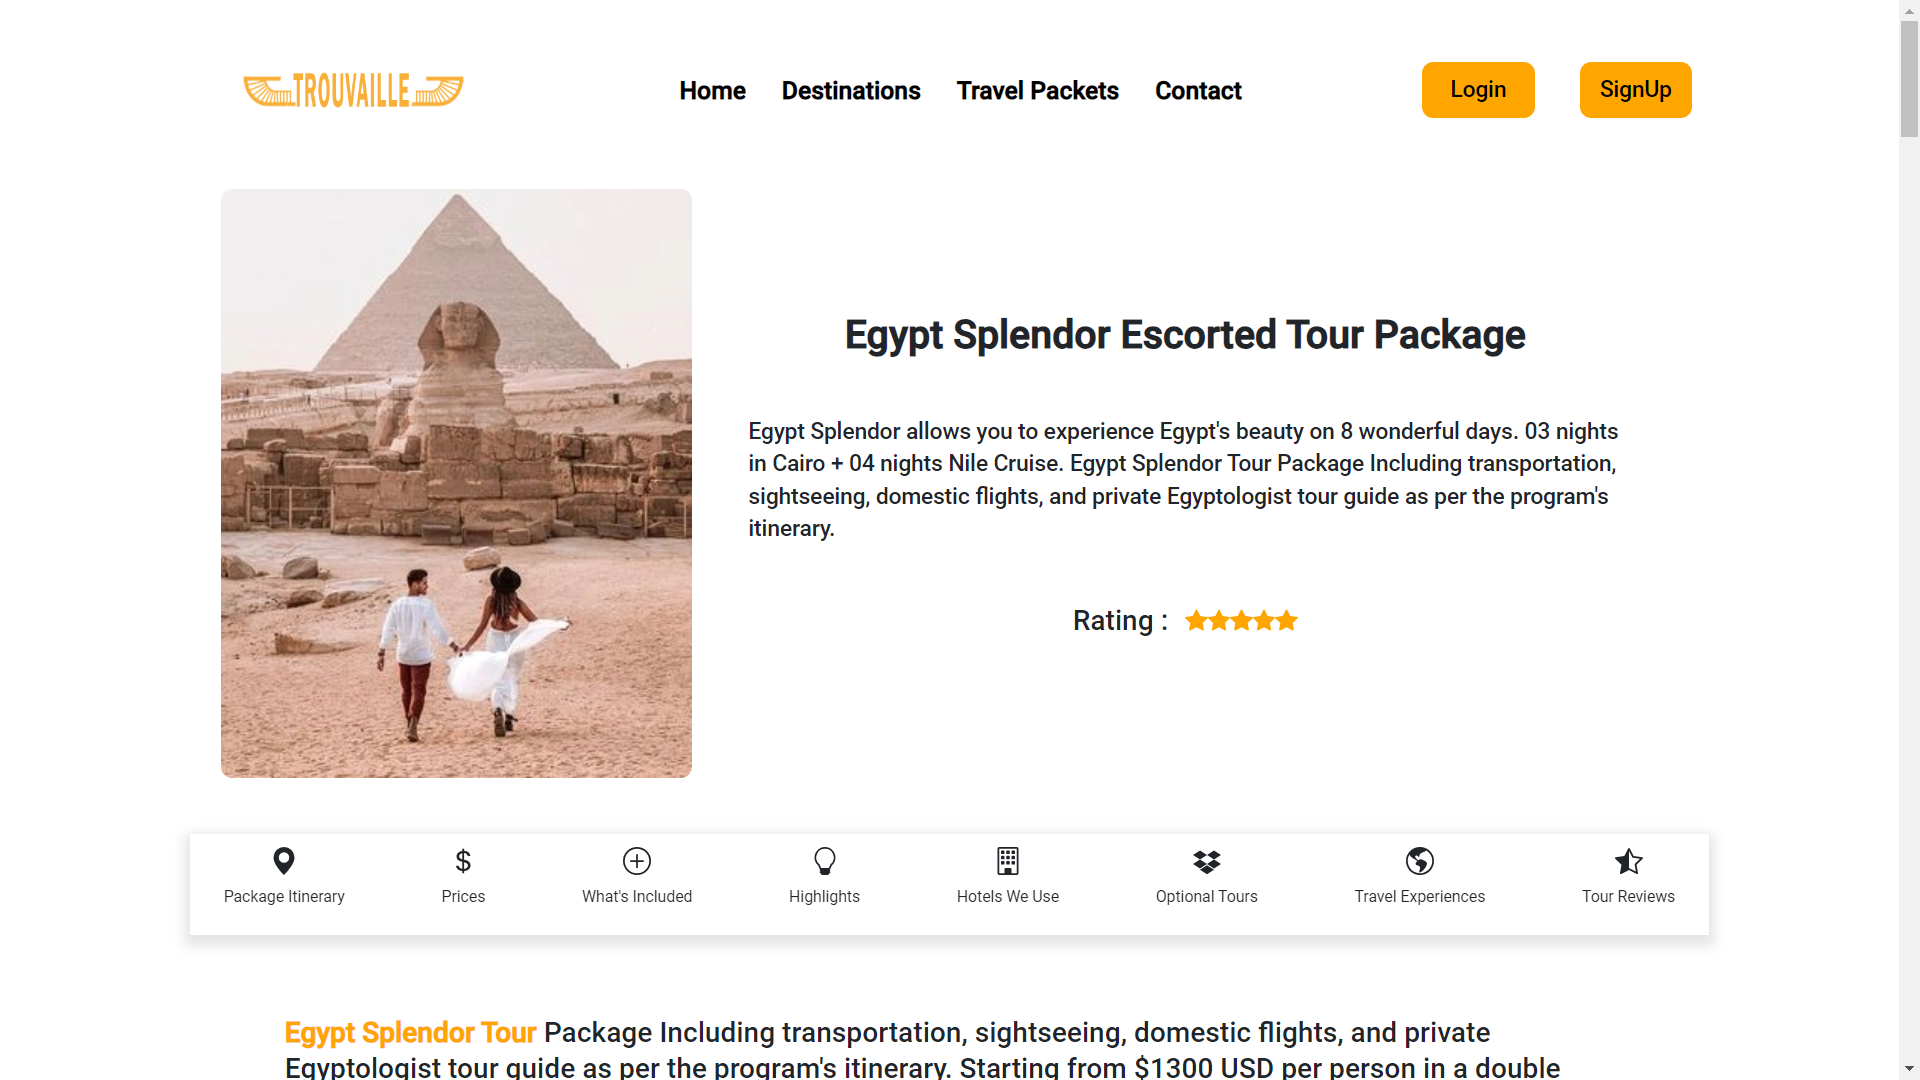 TROUVAILLE
Home Destinations Travel Packets Contact
Login SignUp
Egypt Splendor Escorted Tour Package
Egypt Splendor allows you to experience Egypt's beauty on 8 wonderful days. 03 nights
in Cairo + 04 nights Nile Cruise. Egypt Splendor Tour Package Including transportation,
sightseeing, domestic flights, and private Egyptologist tour guide as per the program's
itinerary.
Rating :
Package Itinerary Prices What's Included Highlights Hotels We Use Optional Tours Travel Experiences Tour Reviews
Egypt Splendor Tour Package Including transportation, sightseeing, domestic flights, and private
Egyptologist tour guide as per the program's itinerary. Starting from $1300 USD per person in a double